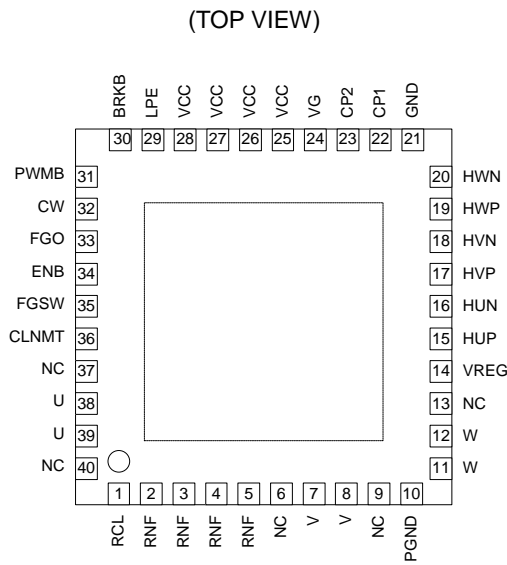 (TOP VIEW)
BRKB LPE VCC VCC VCC VCC VG CP2 CP1 GND
30 29 28 27 26 25 24 23 22 21
PWMB 31 20 HWN
CW 32 19 HWP
FGO 33 18 HVN
ENB 34 17 HVP
FGSW 35 16 HUN
CLNMT 36 15 HUP
NC 37 14 VREG
U 38 13 NC
U 39 12 W
NC 40 11 W
1 2 3 4 5 6 7 8 9 10
RCL RNF RNF RNF RNF NC V V NC PGND